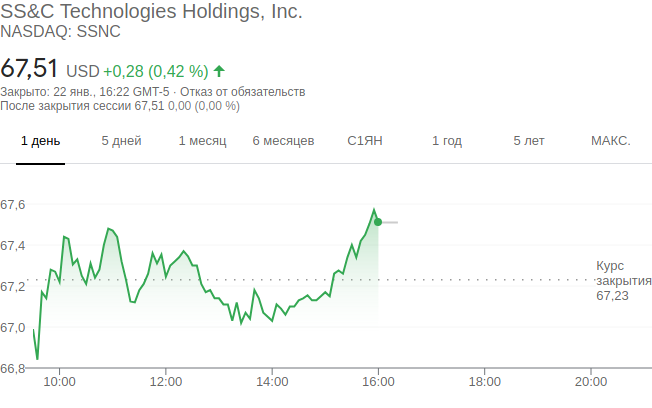 SS&C Technologies Holdings, Inc.
NASDAQ: SSNC
67,51 USD +0,28 (0,42 %)
Закрыто: 22 янв., 16:22 GMT-5 · Отказ от обязательств
После закрытия сессии 67,51 0,00 (0,00 %)
1 день 5 дней 1 месяц 6 месяцев С1ЯН 1 год 5 лет МАКС.
67,6
67,4
Курс
закрытия
67,23
67,2
67,0
66,8
10:00 12:00 14:00 16:00 18:00 20:00